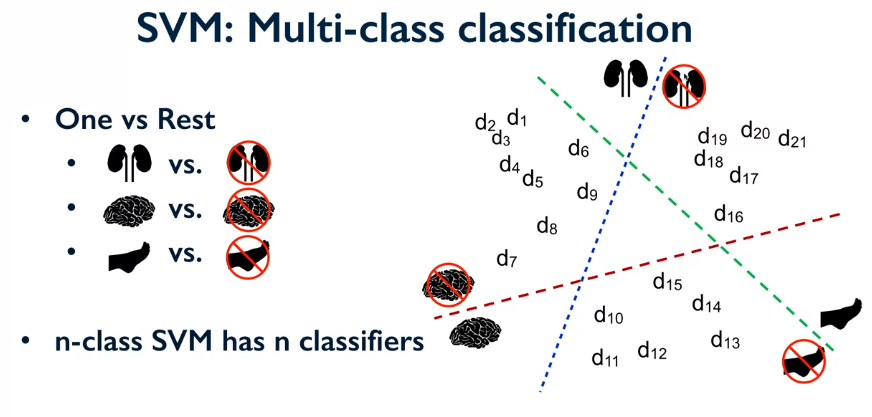 SVM: Multi-class classification
• One vs Rest
• vs.
• vs.
• vs.
• n-class SVM has n classifiers
d1
d2
d3
d4
d5
d6
d9
d8
d7
d19 d20 d21
d18
d17
d16
d15
d14
d10
d13
d12
d11